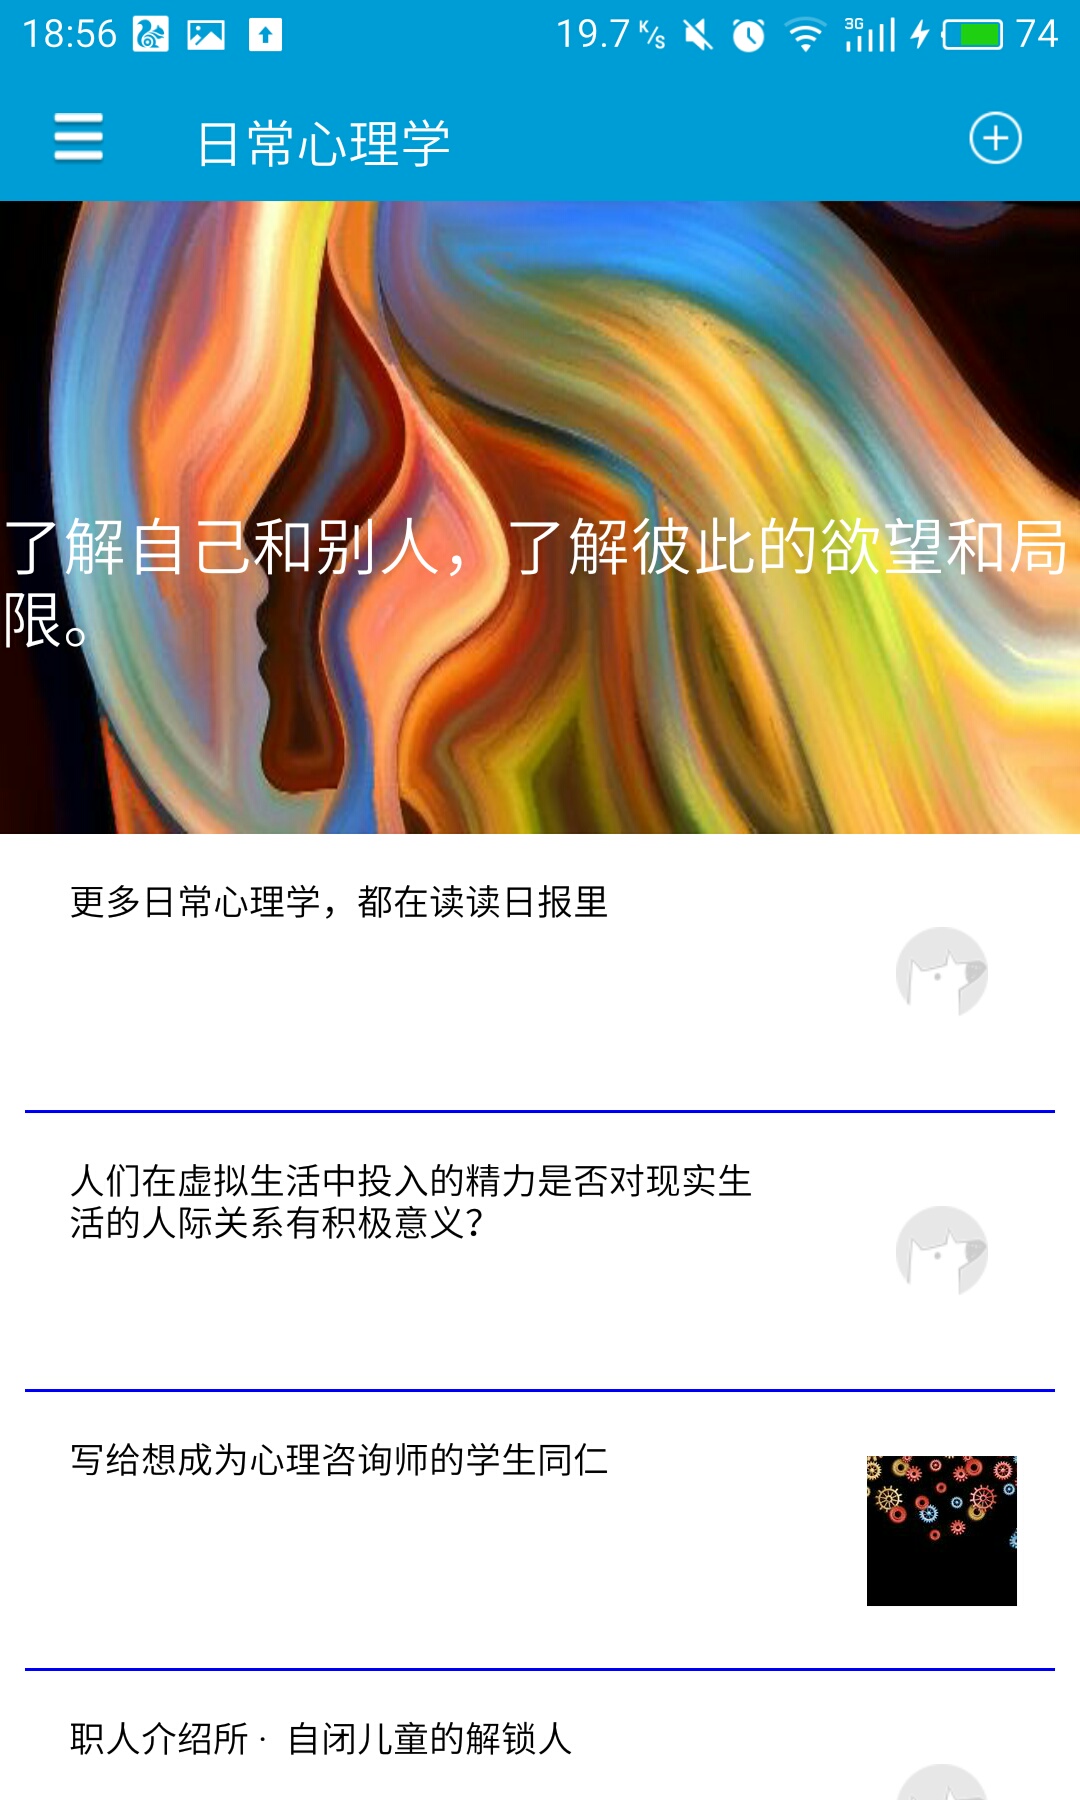 18:56 19.7 K/s 3G 74
日常心理学
了解自己和别人，了解彼此的欲望和局
限。
更多日常心理学，都在读读日报里
人们在虚拟生活中投入的精力是否对现实生
活的人际关系有积极意义？
写给想成为心理咨询师的学生同仁
职人介绍所 · 自闭儿童的解锁人